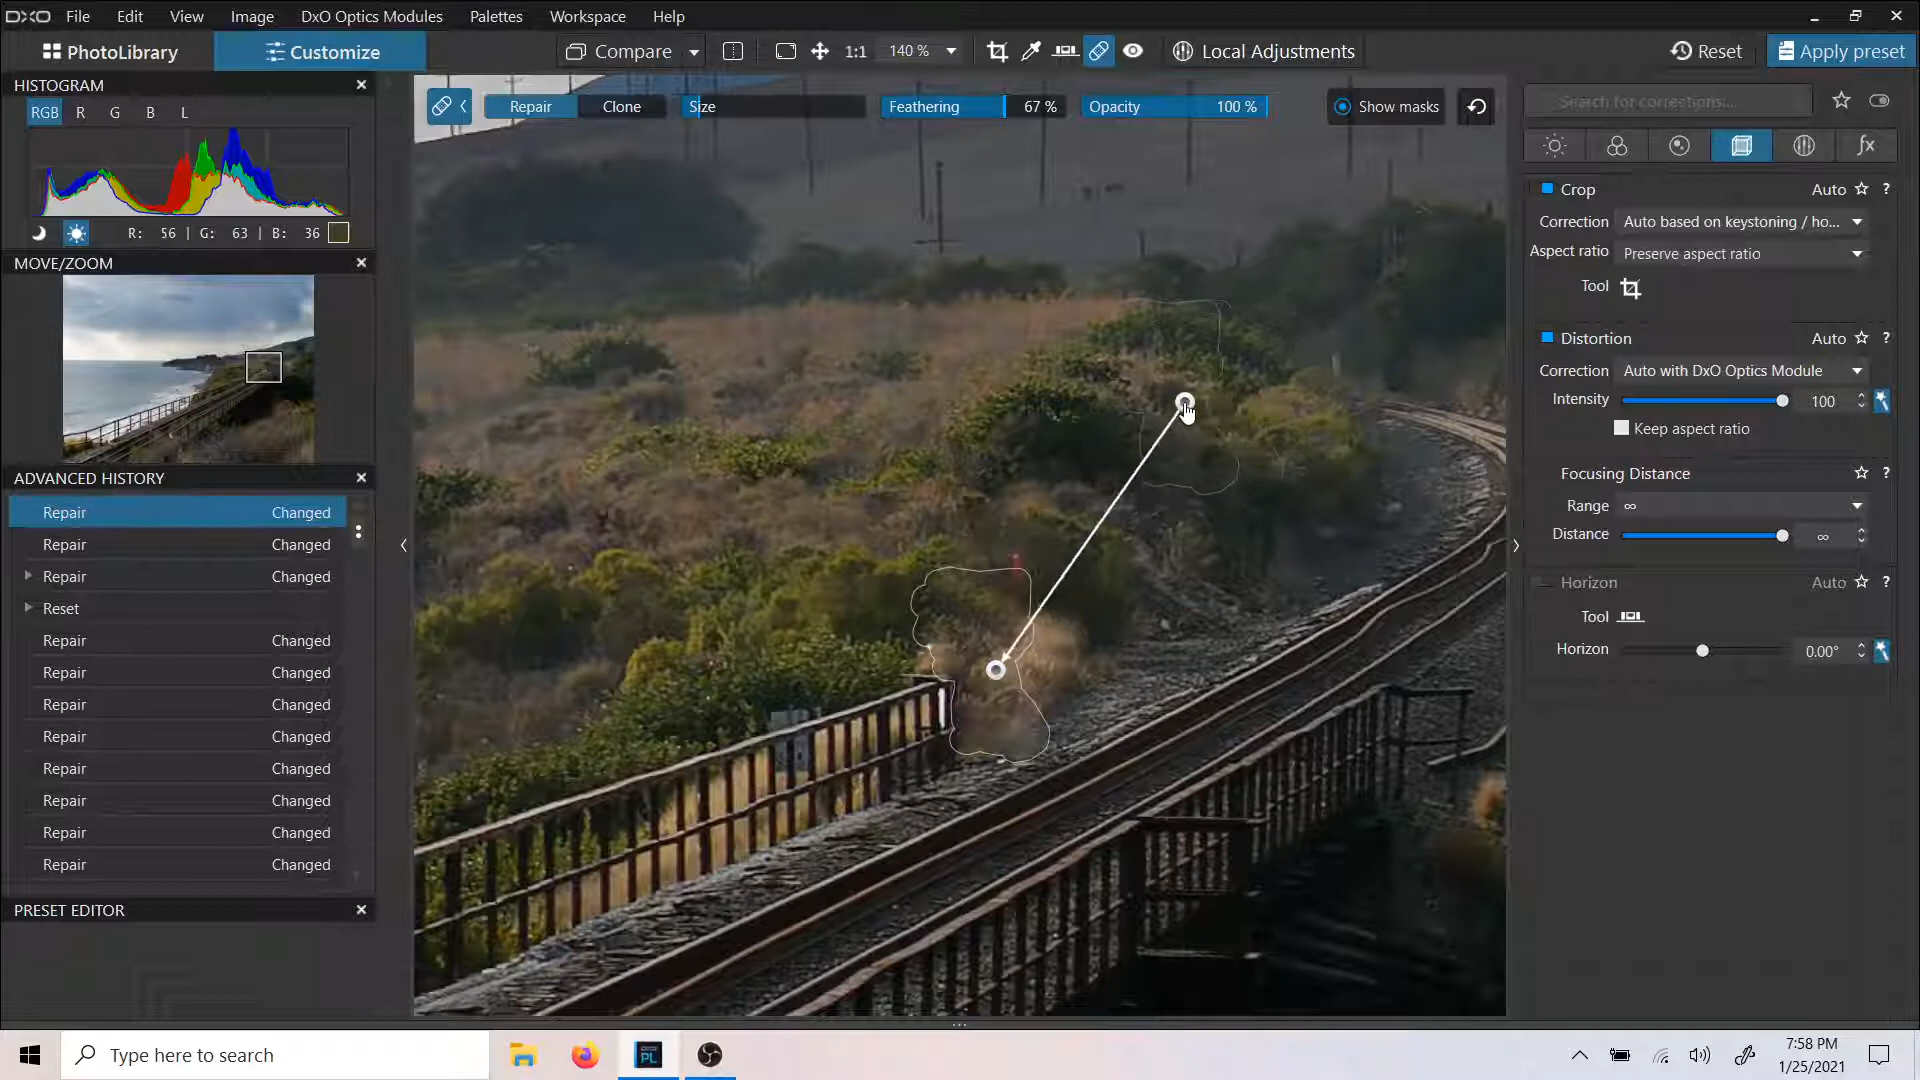 DXO File Edit View Image DxO Optics Modules Palettes Workspace Help
PhotoLibrary Customize Compare 1:1 140 % Local Adjustments Reset Apply preset
HISTOGRAM
RGB R G B L
R: 56 | G: 63 | B: 36
MOVE/ZOOM
ADVANCED HISTORY
Repair Changed
Repair Changed
Repair Changed
Reset
Repair Changed
Repair Changed
Repair Changed
Repair Changed
Repair Changed
Repair Changed
Repair Changed
Repair Changed
PRESET EDITOR
Repair Clone Size Feathering 67 % Opacity 100 % Show masks
Search for corrections...
fx
Crop Auto ?
Correction Auto based on keystoning / ho...
Aspect ratio Preserve aspect ratio
Tool
Distortion Auto ?
Correction Auto with DxO Optics Module
Intensity 100
Keep aspect ratio
Focusing Distance ?
Range ∞
Distance ∞
Horizon Auto ?
Tool
Horizon 0.00°
Type here to search
PL
7:58 PM
1/25/2021